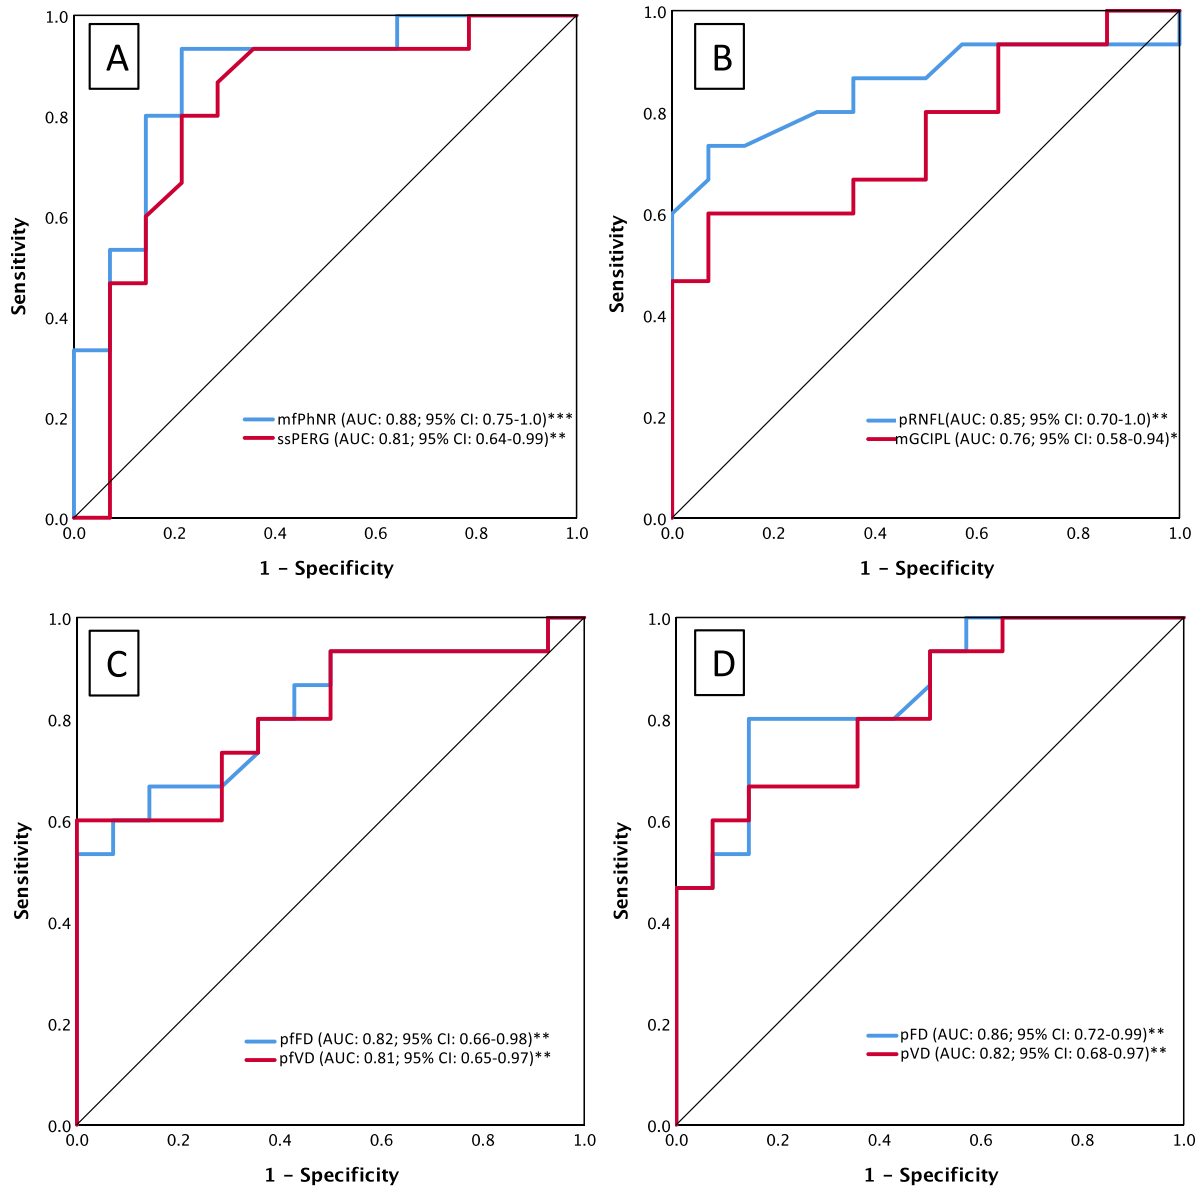 A
1.0
0.8
0.6
0.4
0.2
0.0
Sensitivity
mfPhNR (AUC: 0.88; 95% CI: 0.75-1.0)***
ssPERG (AUC: 0.81; 95% CI: 0.64-0.99)**
0.0 0.2 0.4 0.6 0.8 1.0
1 – Specificity
B
1.0
0.8
0.6
0.4
0.2
0.0
Sensitivity
pRNFL(AUC: 0.85; 95% CI: 0.70-1.0)**
mGCIPL (AUC: 0.76; 95% CI: 0.58-0.94)*
0.0 0.2 0.4 0.6 0.8 1.0
1 – Specificity
C
1.0
0.8
0.6
0.4
0.2
0.0
Sensitivity
pfFD (AUC: 0.82; 95% CI: 0.66-0.98)**
pfVD (AUC: 0.81; 95% CI: 0.65-0.97)**
0.0 0.2 0.4 0.6 0.8 1.0
1 – Specificity
D
1.0
0.8
0.6
0.4
0.2
0.0
Sensitivity
pFD (AUC: 0.86; 95% CI: 0.72-0.99)**
pVD (AUC: 0.82; 95% CI: 0.68-0.97)**
0.0 0.2 0.4 0.6 0.8 1.0
1 – Specificity